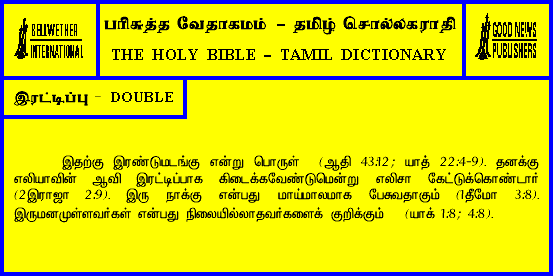 BELLWETHER
INTERNATIONAL
பரிசுத்த வேதாகமம் – தமிழ் சொல்லகராதி
THE HOLY BIBLE – TAMIL DICTIONARY
GOOD NEWS
PUBLISHERS
இரட்டிப்பு - DOUBLE
இதற்கு இரண்டுமடங்கு என்று பொருள் (ஆதி 43:12; யாத் 22:4-9). தனக்கு
எலியாவின் ஆவி இரட்டிப்பாக கிடைக்கவேண்டுமென்று எலிசா கேட்டுக்கொண்டார்
(2இராஜா 2:9). இரு நாக்கு என்பது மாய்மாலமாக பேசுவதாகும் (1தீமோ 3:8).
இருமனமுள்ளவர்கள் என்பது நிலையில்லாதவர்களைக் குறிக்கும் (யாக் 1:8; 4:8).